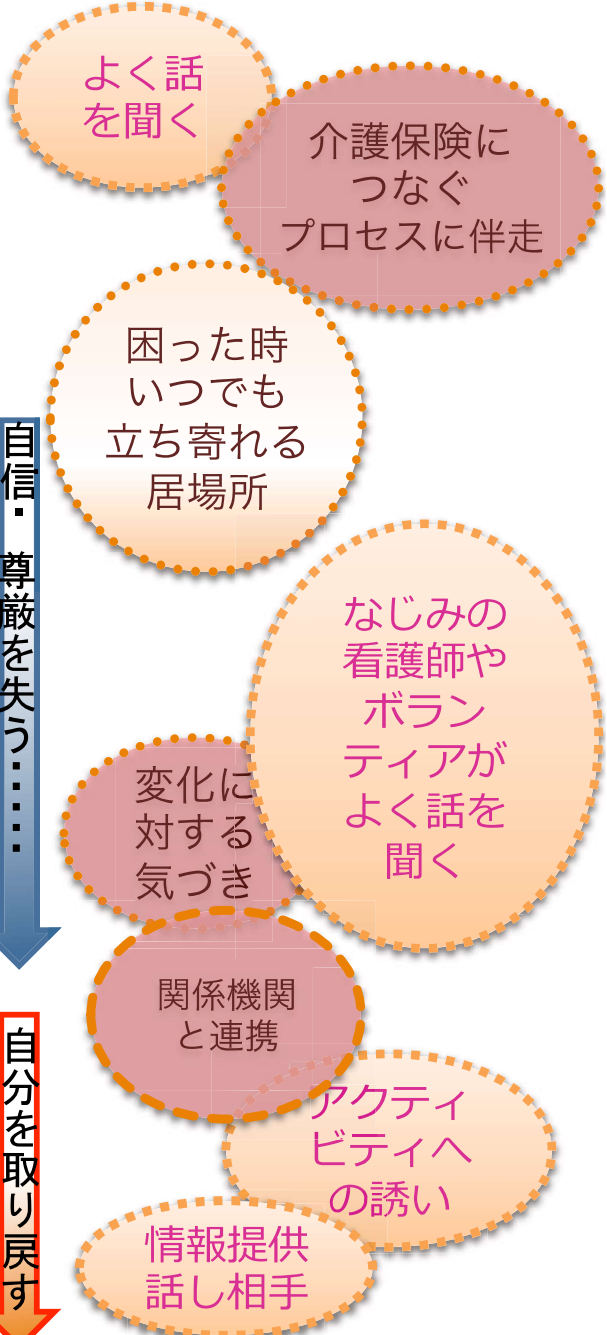 よく話
を聞く
介護保険に
つなぐ
プロセスに伴走
困った時
いつでも
立ち寄れる
居場所
自信・尊厳を失う・・・・・
なじみの
看護師や
ボラン
ティアが
よく話を
聞く
変化に
対する
気づき
関係機関
と連携
自分を取り戻す
アクティ
ビティへ
の誘い
情報提供
話し相手